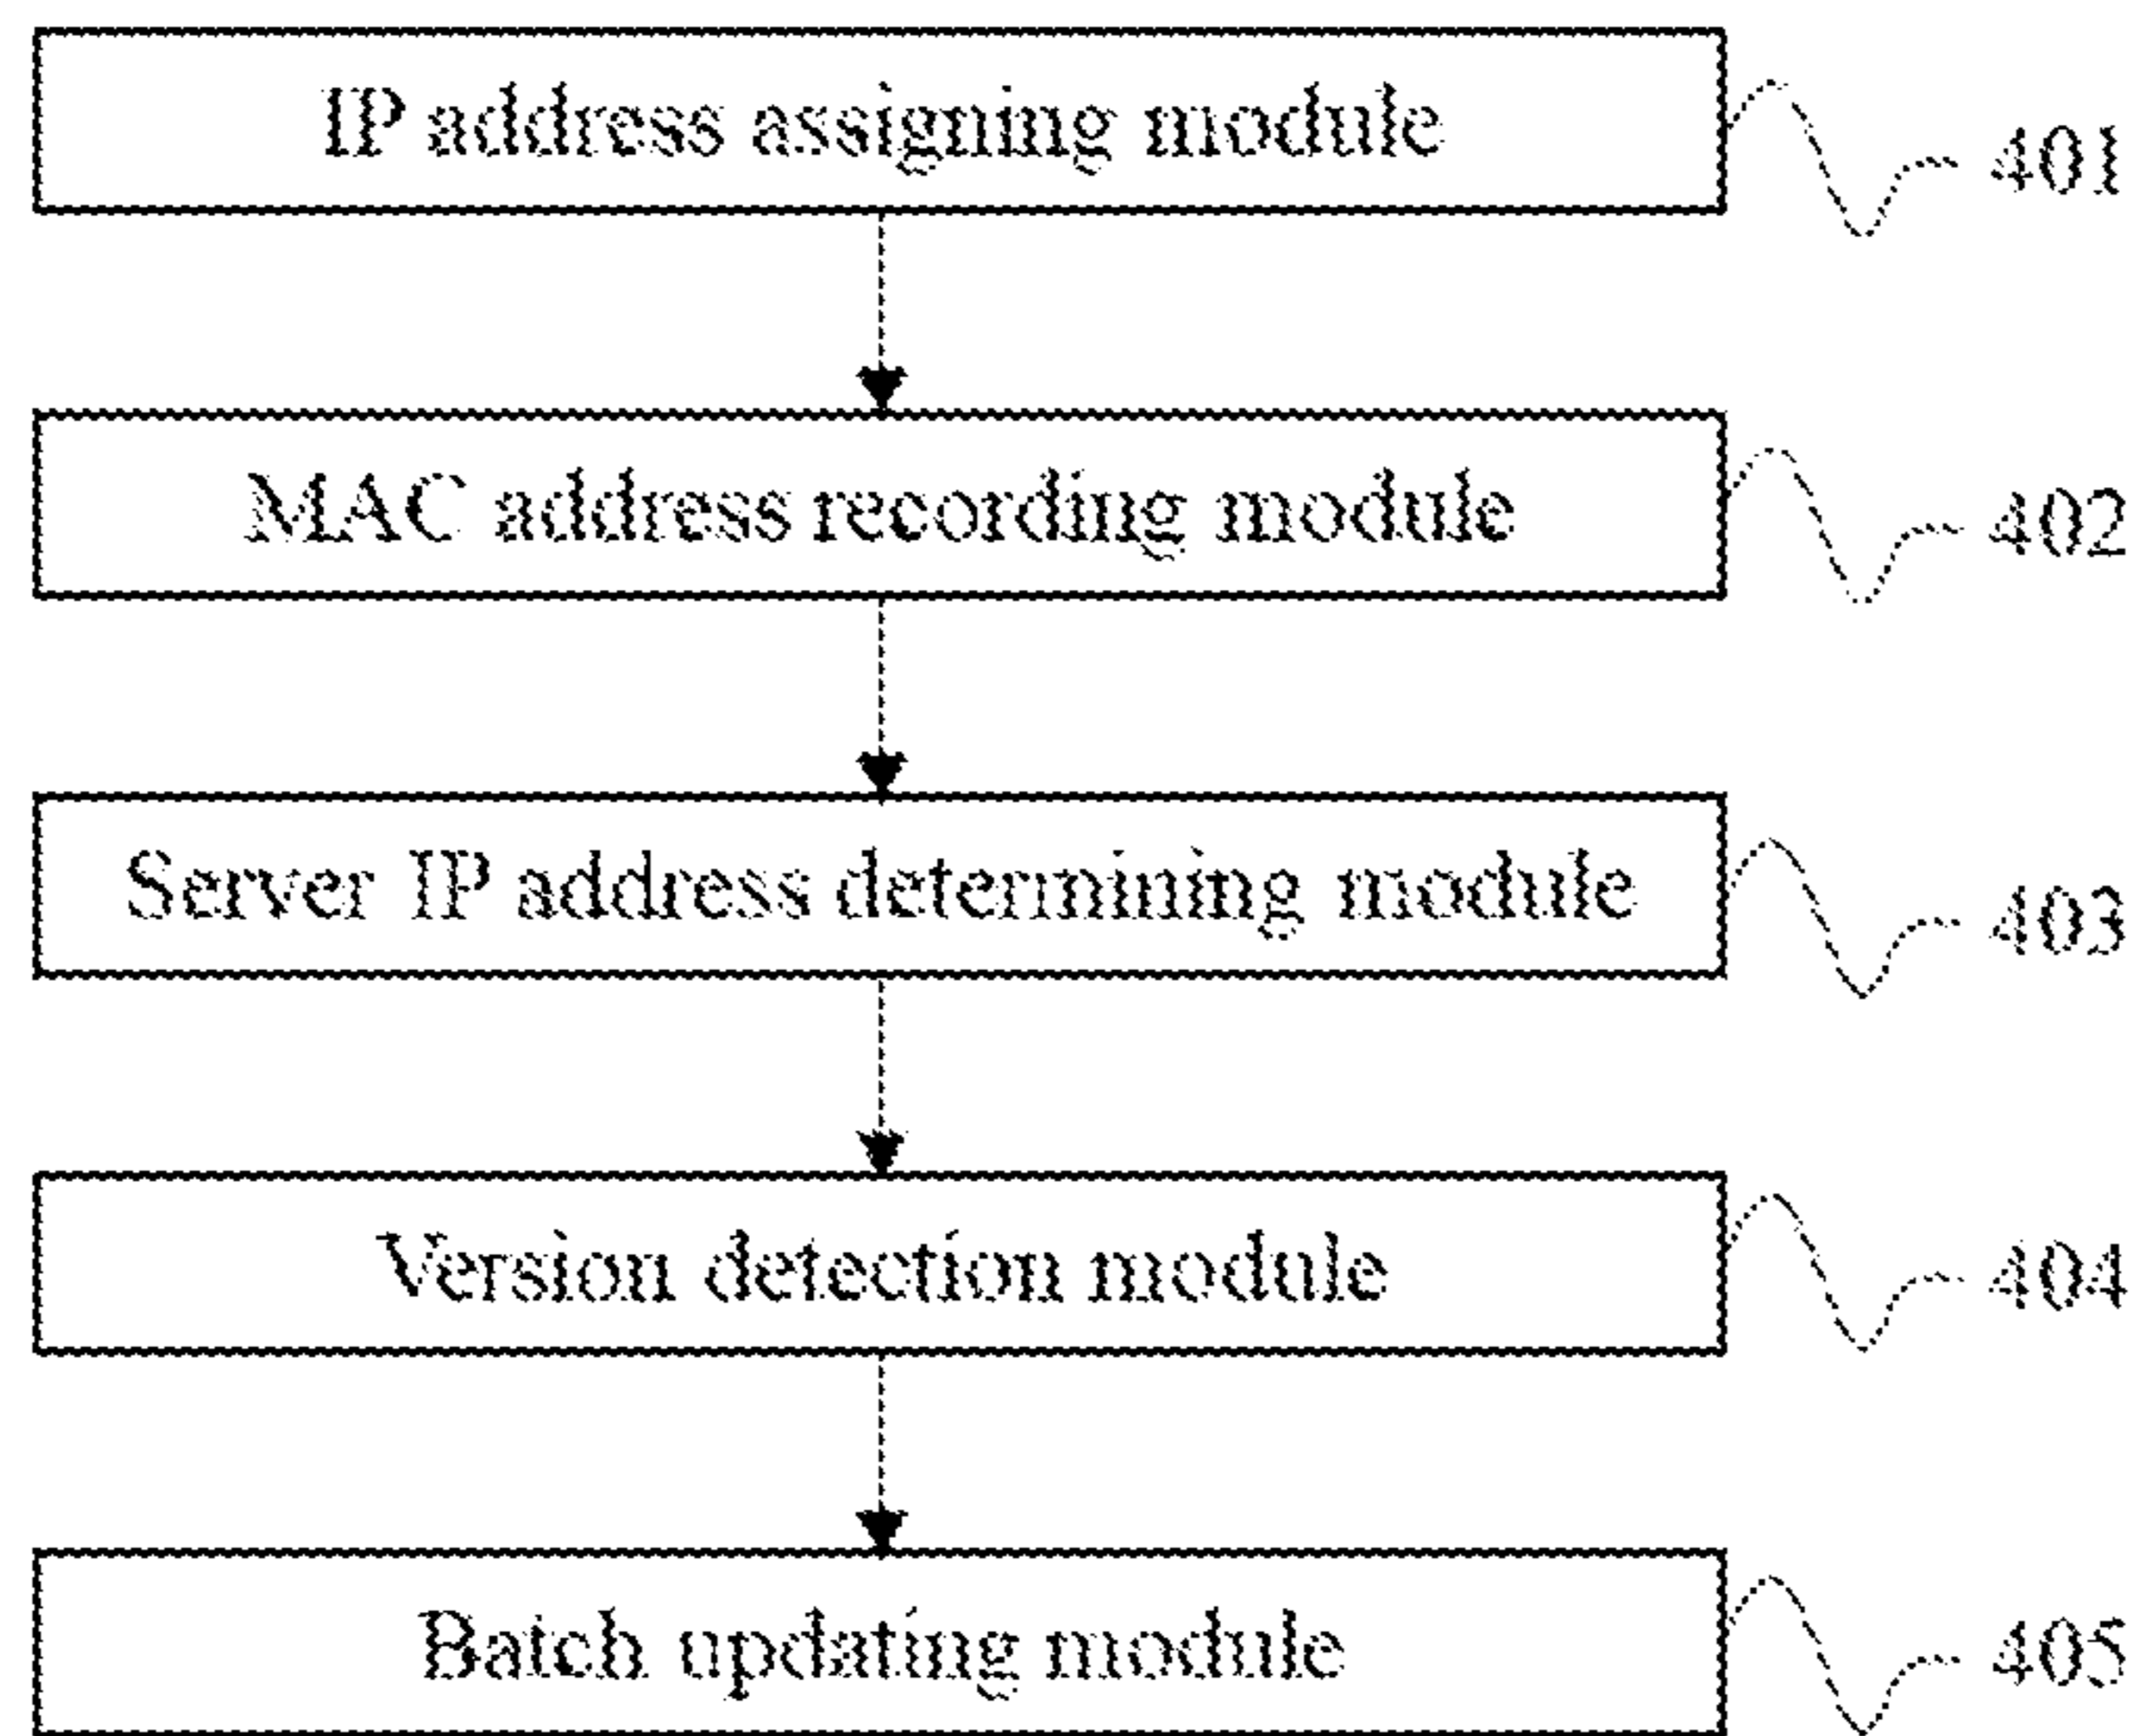 IP address assigning module
401
MAC address recording module
402
Server IP address determining module
403
Version detection module
404
Batch updating module
405